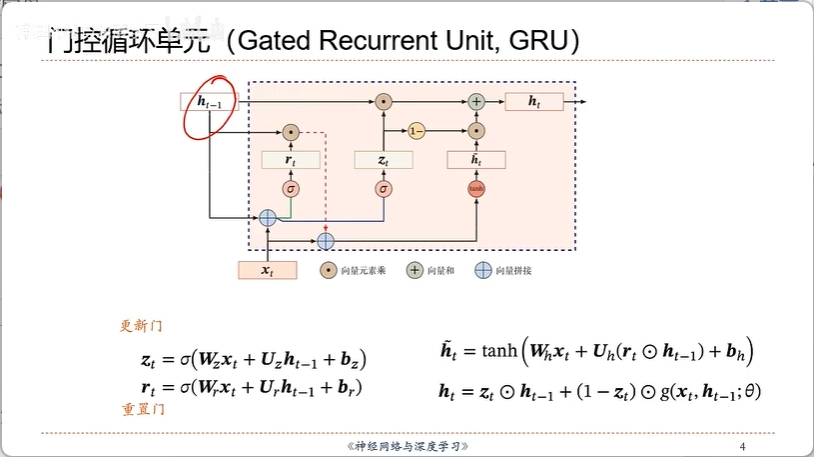 门控循环单元（Gated Recurrent Unit, GRU）
h_{t-1}
h_t
1-
r_t
z_t
h̃_t
σ
σ
tanh
x_t
向量元素乘
向量和
向量拼接
更新门
z_t = σ(W_z x_t + U_z h_{t-1} + b_z)
r_t = σ(W_r x_t + U_r h_{t-1} + b_r)
重置门
h̃_t = tanh(W_h x_t + U_h(r_t ⊙ h_{t-1}) + b_h)
h_t = z_t ⊙ h_{t-1} + (1 − z_t) ⊙ g(x_t, h_{t-1}; θ)
《神经网络与深度学习》
4